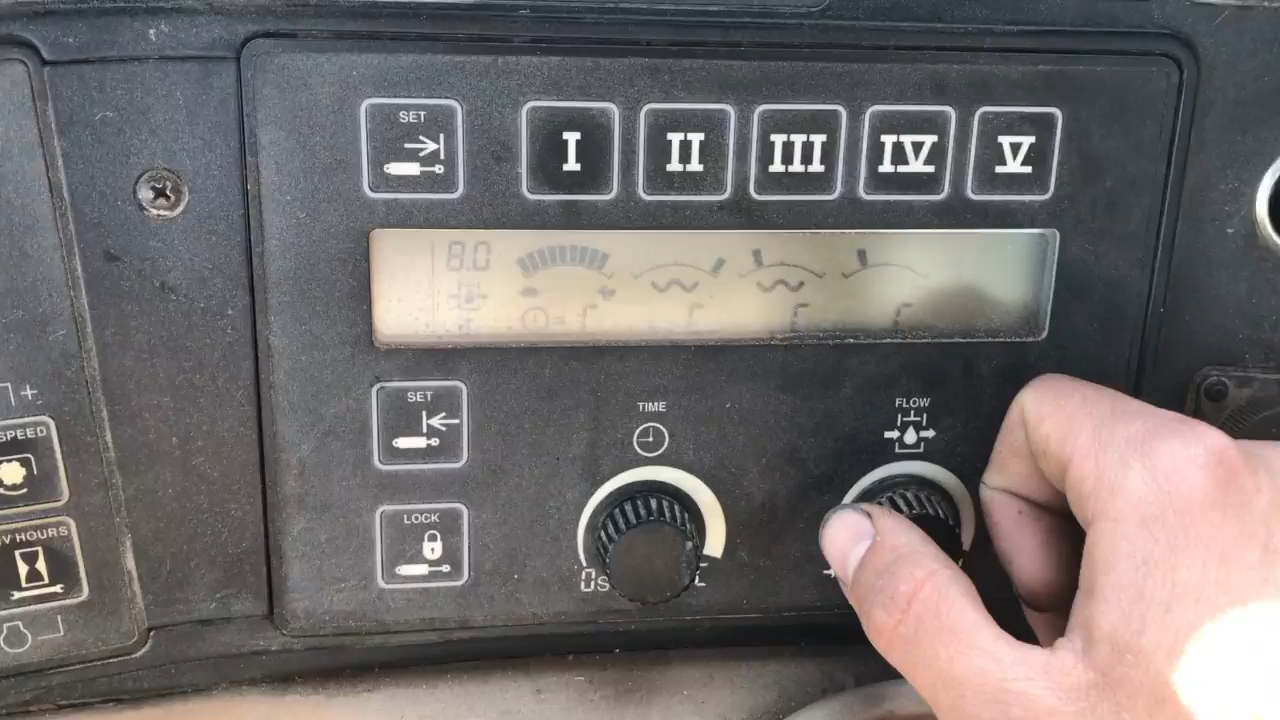 SET
I II III IV V
8.0
SET
TIME
FLOW
SPEED
LOCK
V HOURS
0s